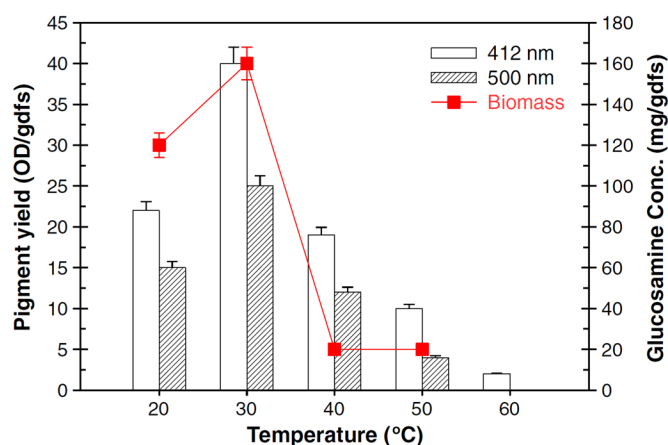 45
40
35
30
25
20
15
10
5
0
Pigment yield (OD/gdfs)
412 nm
500 nm
Biomass
180
160
140
120
100
80
60
40
20
0
Glucosamine Conc. (mg/gdfs)
20 30 40 50 60
Temperature (°C)